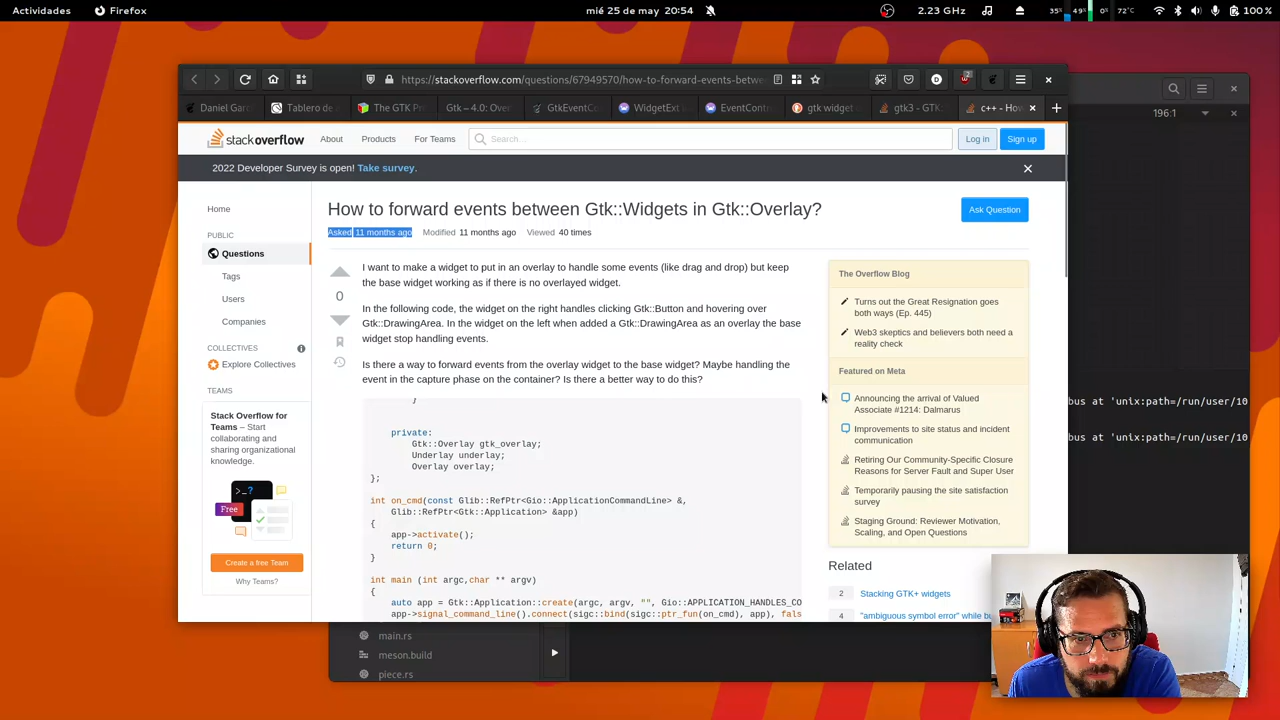 Actividades
Firefox
mié 25 de may 20:54
2.23 GHz
35%
49%
0%
72°C
100 %
https://stackoverflow.com/questions/67949570/how-to-forward-events-betwe
2
Daniel Garc
Tablero de
The GTK Pr
Gtk – 4.0: Over
GtkEventCo
WidgetExt
EventConte
gtk widget
gtk3 - GTK
c++ - How
196:1
stackoverflow
About
Products
For Teams
Search...
Log in
Sign up
2022 Developer Survey is open! Take survey.
Home
PUBLIC
Questions
Tags
Users
Companies
COLLECTIVES
Explore Collectives
TEAMS
Stack Overflow for
Teams – Start
collaborating and
sharing organizational
knowledge.
>_?
Free
Create a free Team
Why Teams?
How to forward events between Gtk::Widgets in Gtk::Overlay?
Ask Question
Asked 11 months ago Modified 11 months ago Viewed 40 times
0
I want to make a widget to put in an overlay to handle some events (like drag and drop) but keep
the base widget working as if there is no overlayed widget.
In the following code, the widget on the right handles clicking Gtk::Button and hovering over
Gtk::DrawingArea. In the widget on the left when added a Gtk::DrawingArea as an overlay the base
widget stop handling events.
Is there a way to forward events from the overlay widget to the base widget? Maybe handling the
event in the capture phase on the container? Is there a better way to do this?
}
private:
Gtk::Overlay gtk_overlay;
Underlay underlay;
Overlay overlay;
};
int on_cmd(const Glib::RefPtr<Gio::ApplicationCommandLine> &,
Glib::RefPtr<Gtk::Application> &app)
{
app->activate();
return 0;
}
int main (int argc,char ** argv)
{
auto app = Gtk::Application::create(argc, argv, "", Gio::APPLICATION_HANDLES_CO
app->signal_command_line().connect(sigc::bind(sigc::ptr_fun(on_cmd), app), fals
The Overflow Blog
Turns out the Great Resignation goes
both ways (Ep. 445)
Web3 skeptics and believers both need a
reality check
Featured on Meta
Announcing the arrival of Valued
Associate #1214: Dalmarus
Improvements to site status and incident
communication
Retiring Our Community-Specific Closure
Reasons for Server Fault and Super User
Temporarily pausing the site satisfaction
survey
Staging Ground: Reviewer Motivation,
Scaling, and Open Questions
Related
2 Stacking GTK+ widgets
4 "ambiguous symbol error" while bu
bus at 'unix:path=/run/user/10
bus at 'unix:path=/run/user/10
main.rs
meson.build
piece.rs